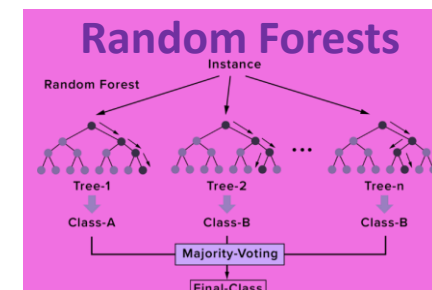 Random Forests
Instance
Random Forest
Tree-1 Tree-2 ... Tree-n
Class-A Class-B Class-B
Majority-Voting
Final-Class